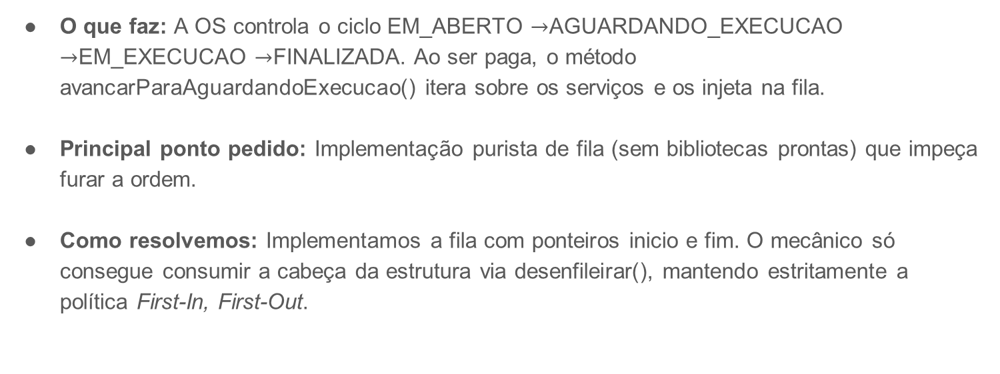 ● O que faz: A OS controla o ciclo EM_ABERTO →AGUARDANDO_EXECUCAO
→EM_EXECUCAO →FINALIZADA. Ao ser paga, o método
avancarParaAguardandoExecucao() itera sobre os serviços e os injeta na fila.
● Principal ponto pedido: Implementação purista de fila (sem bibliotecas prontas) que impeça
furar a ordem.
● Como resolvemos: Implementamos a fila com ponteiros inicio e fim. O mecânico só
consegue consumir a cabeça da estrutura via desenfileirar(), mantendo estritamente a
política First-In, First-Out.